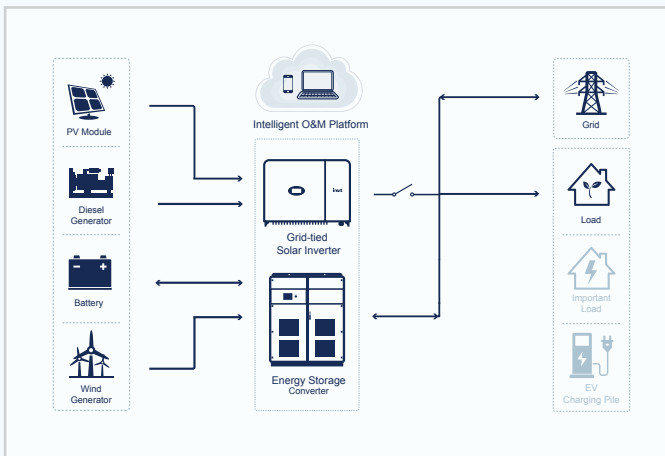 PV Module
Diesel
Generator
Battery
Wind
Generator
Intelligent O&M Platform
invt
Grid-tied
Solar Inverter
Energy Storage
Converter
Grid
Load
Important
Load
EV
Charging Pile